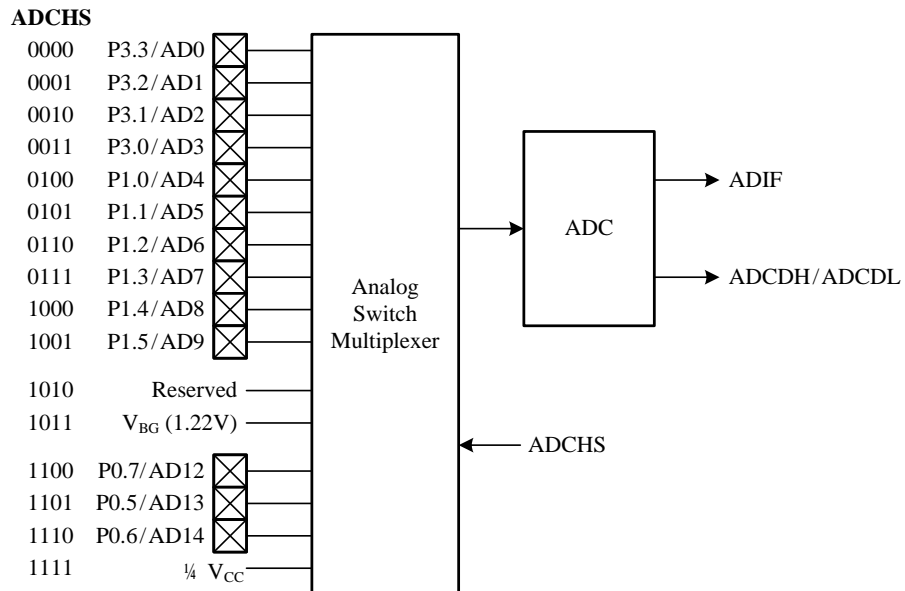 ADCHS
0000 P3.3/AD0
0001 P3.2/AD1
0010 P3.1/AD2
0011 P3.0/AD3
0100 P1.0/AD4
0101 P1.1/AD5
0110 P1.2/AD6
0111 P1.3/AD7
1000 P1.4/AD8
1001 P1.5/AD9
1010 Reserved
1011 VBG (1.22V)
1100 P0.7/AD12
1101 P0.5/AD13
1110 P0.6/AD14
1111 ¼ VCC
Analog
Switch
Multiplexer
ADC
ADIF
ADCDH/ADCDL
ADCHS